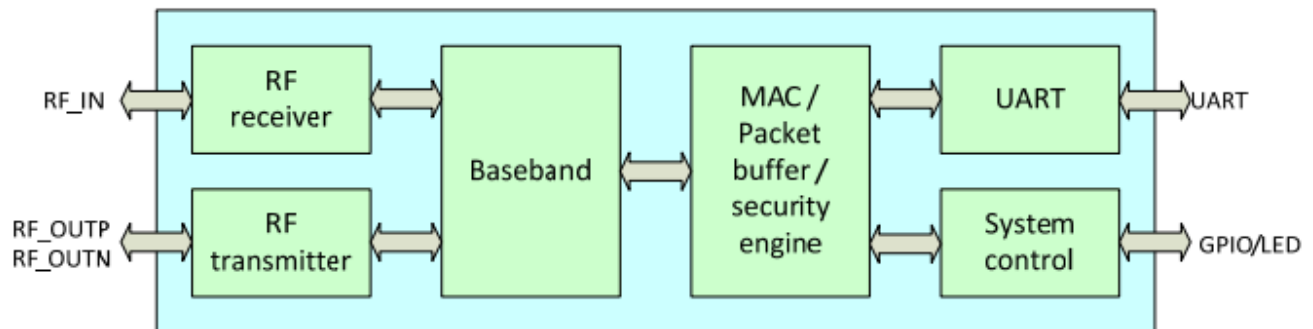 RF_IN
RF
receiver
RF_OUTP
RF_OUTN
RF
transmitter
Baseband
MAC /
Packet
buffer /
security
engine
UART
UART
System
control
GPIO/LED